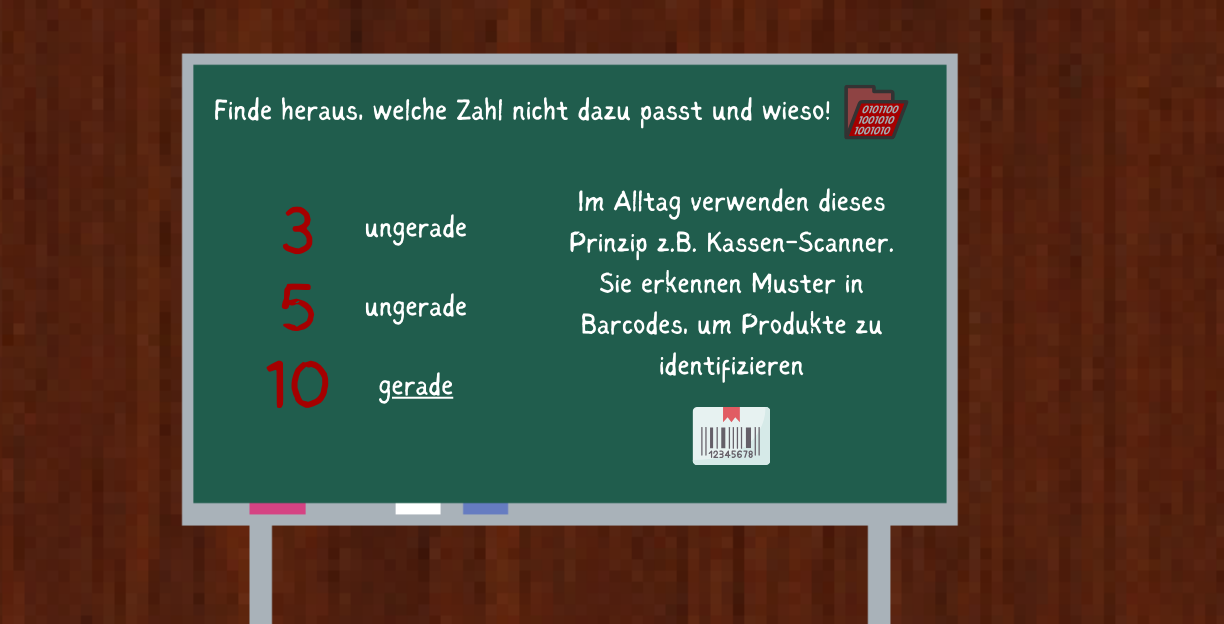 Finde heraus, welche Zahl nicht dazu passt und wieso!
0101100
1001010
1001010
3 ungerade
5 ungerade
10 gerade
Im Alltag verwenden dieses
Prinzip z.B. Kassen-Scanner.
Sie erkennen Muster in
Barcodes, um Produkte zu
identifizieren
12345678